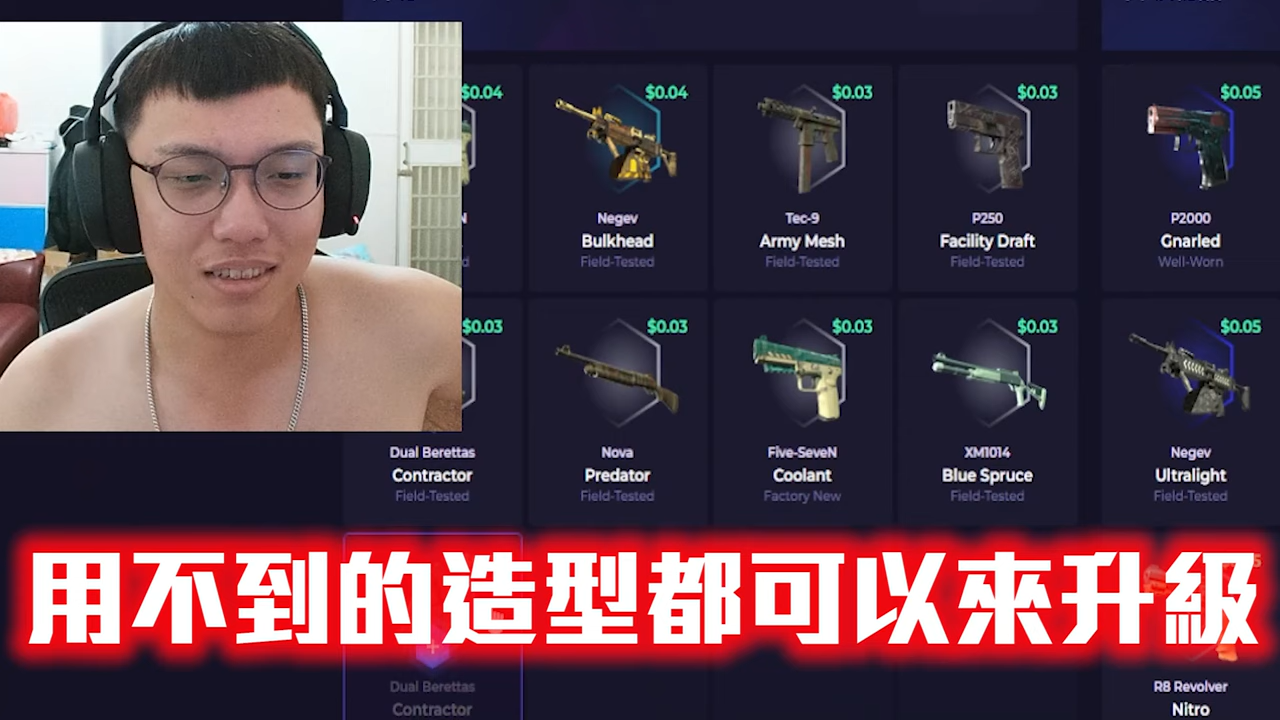 $0.04
$0.04
Negev
Bulkhead
Field-Tested
$0.03
Tec-9
Army Mesh
Field-Tested
$0.03
P250
Facility Draft
Field-Tested
$0.05
P2000
Gnarled
Well-Worn
$0.03
Dual Berettas
Contractor
Field-Tested
$0.03
Nova
Predator
Field-Tested
$0.03
Five-SeveN
Coolant
Factory New
$0.03
XM1014
Blue Spruce
Field-Tested
$0.05
Negev
Ultralight
Field-Tested
用不到的造型都可以來升級
Dual Berettas
Contractor
R8 Revolver
Nitro